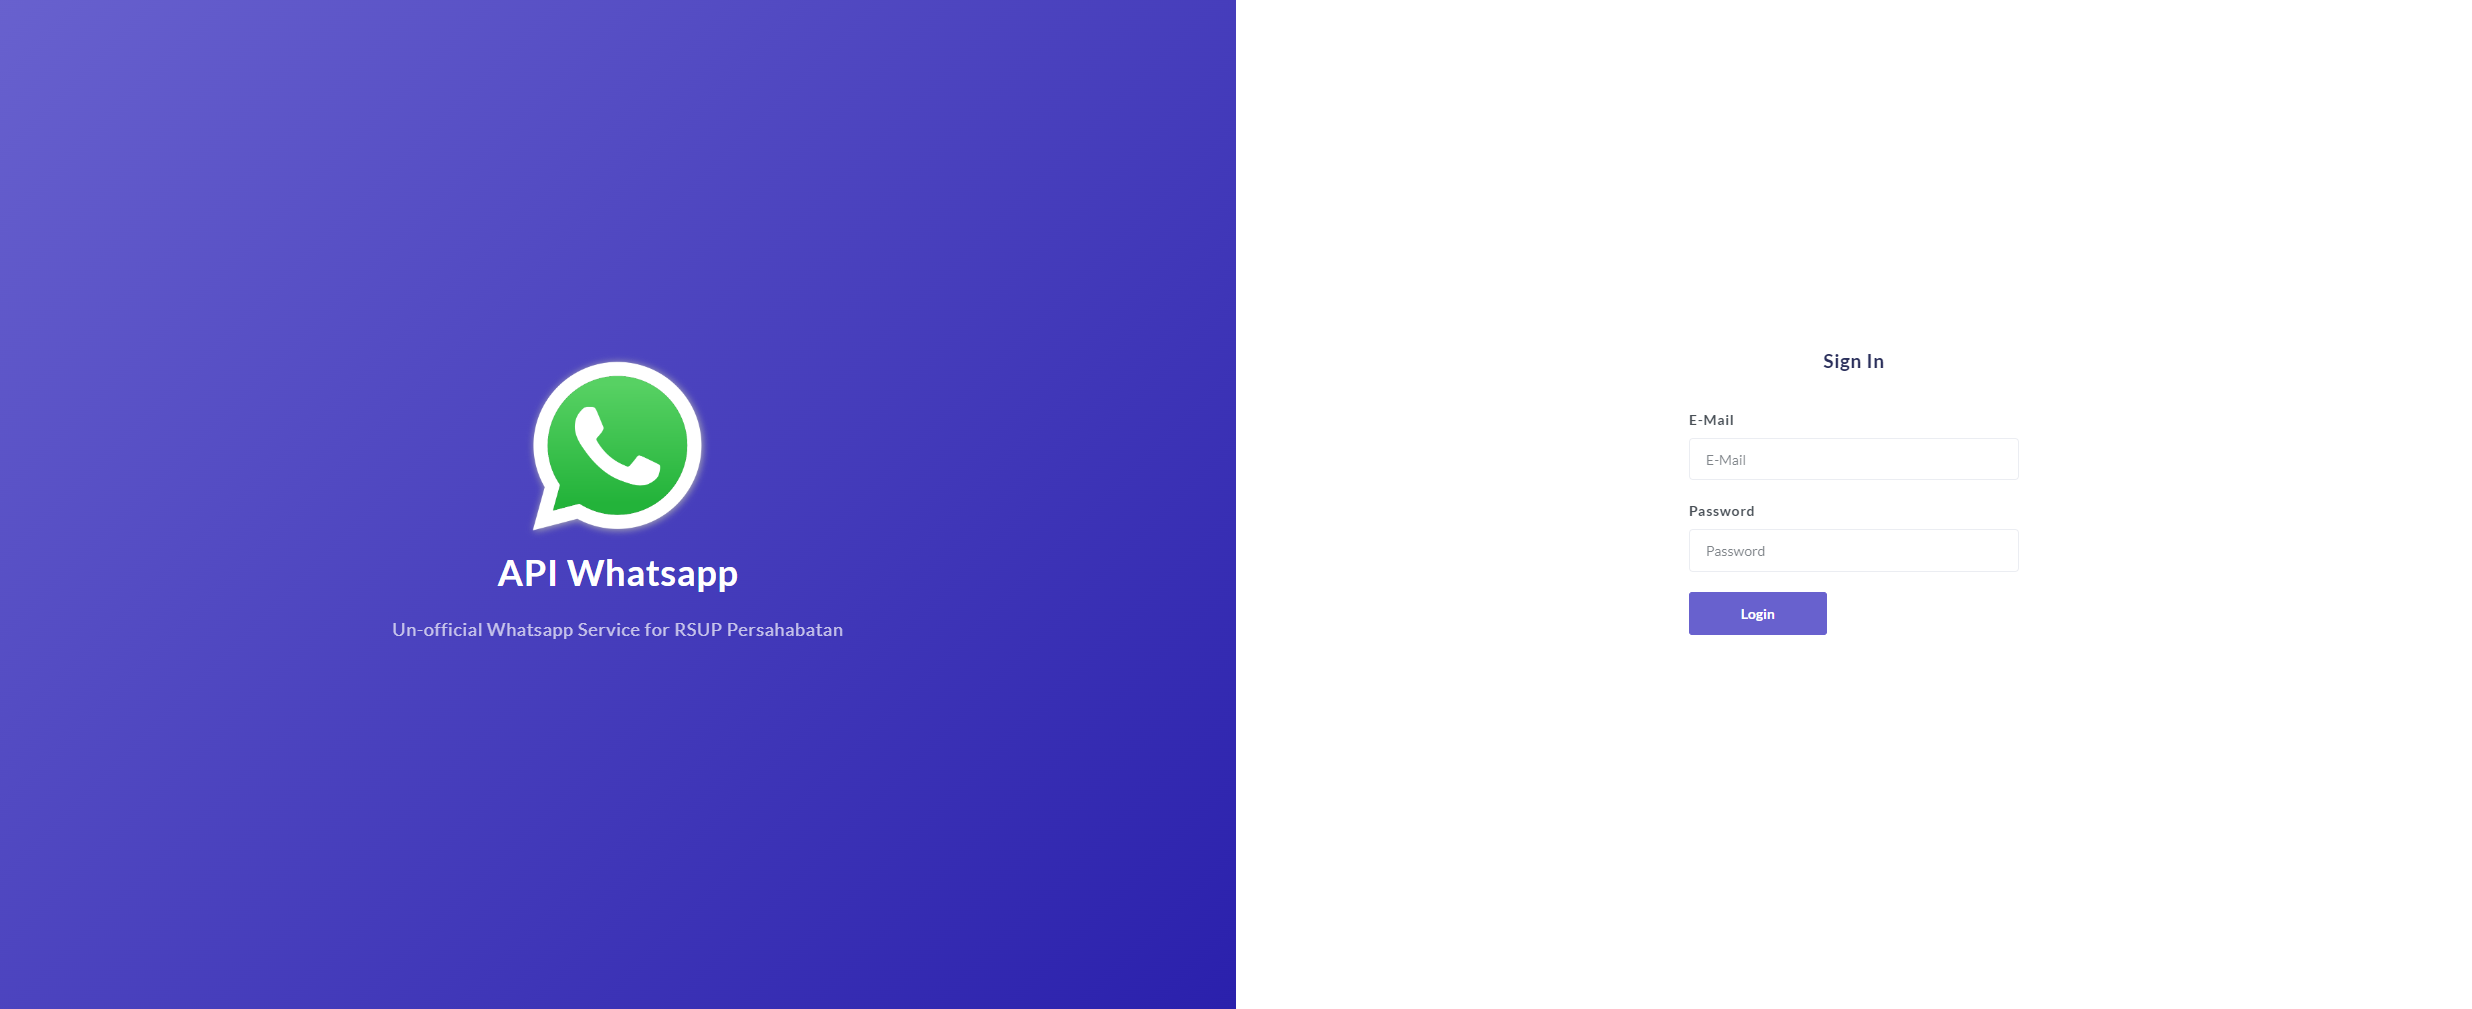 API Whatsapp
Un-official Whatsapp Service for RSUP Persahabatan
Sign In
E-Mail
E-Mail
Password
Password
Login